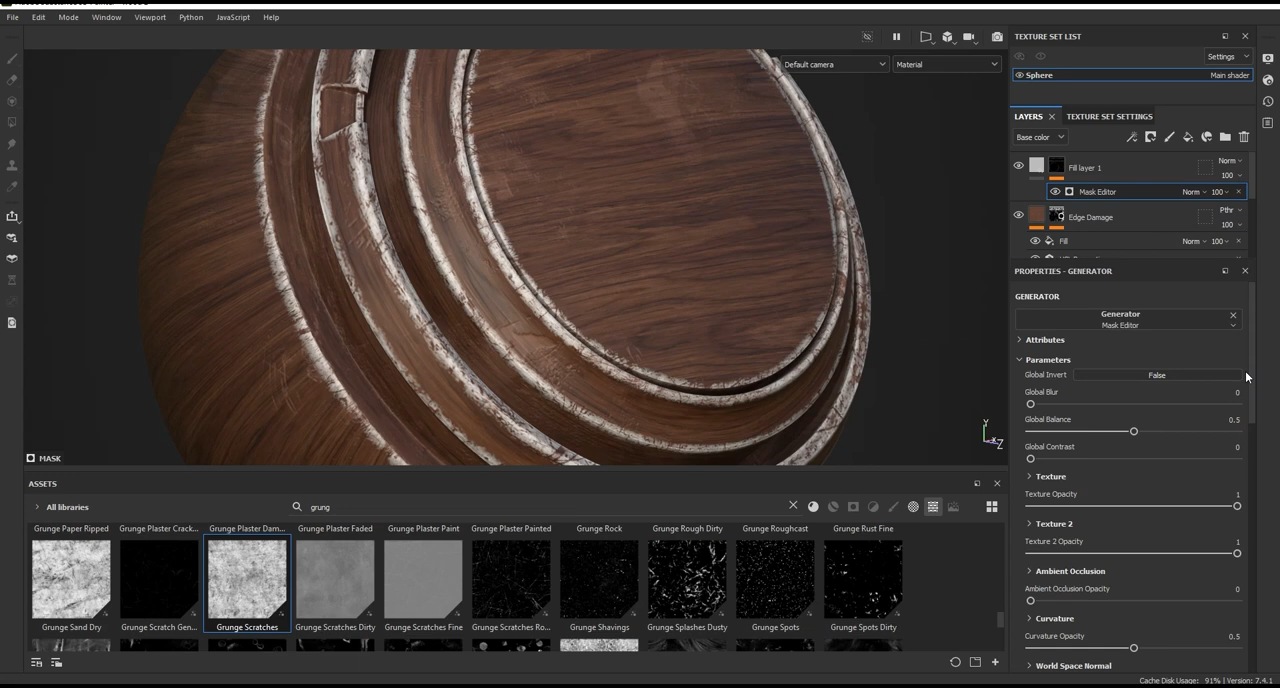 File Edit Mode Window Viewport Python JavaScript Help
Default camera Material
TEXTURE SET LIST
Settings
Sphere Main shader
LAYERS TEXTURE SET SETTINGS
Base color
Fill layer 1 Norm 100
Mask Editor Norm 100
Edge Damage Pthr 100
Fill Norm 100
PROPERTIES - GENERATOR
GENERATOR
Generator
Mask Editor
Attributes
Parameters
Global Invert False
Global Blur 0
Global Balance 0.5
Global Contrast 0
Texture
Texture Opacity 1
Texture 2
Texture 2 Opacity 1
Ambient Occlusion
Ambient Occlusion Opacity 0
Curvature
Curvature Opacity 0.5
World Space Normal
Y
Z
MASK
ASSETS
All libraries grung
Grunge Paper Ripped Grunge Plaster Crack... Grunge Plaster Dam... Grunge Plaster Faded Grunge Plaster Paint Grunge Plaster Painted Grunge Rock Grunge Rough Dirty Grunge Roughcast Grunge Rust Fine
Grunge Sand Dry Grunge Scratch Gen... Grunge Scratches Grunge Scratches Dirty Grunge Scratches Fine Grunge Scratches Ro... Grunge Shavings Grunge Splashes Dusty Grunge Spots Grunge Spots Dirty
Cache Disk Usage: 91% | Version: 7.4.1